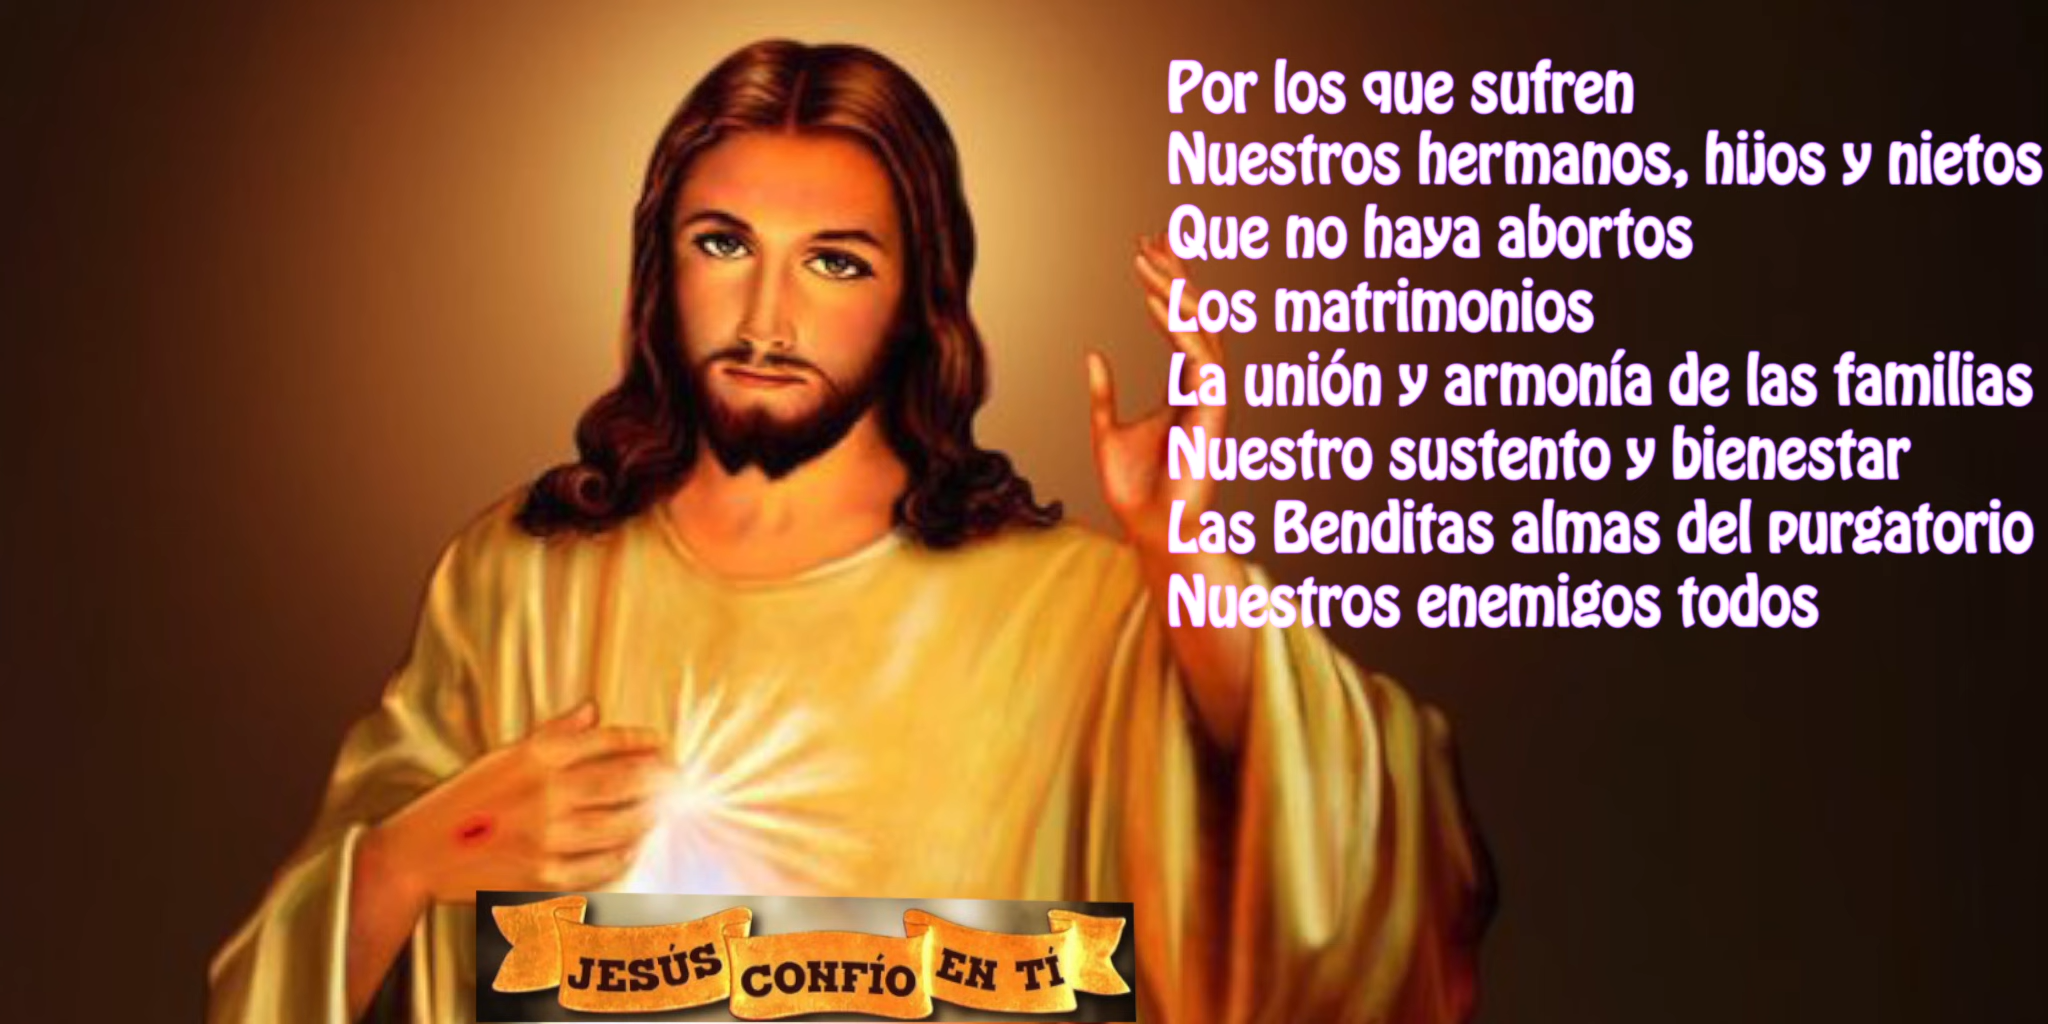 Por los que sufren
Nuestros hermanos, hijos y nietos
Que no haya abortos
Los matrimonios
La unión y armonía de las familias
Nuestro sustento y bienestar
Las Benditas almas del purgatorio
Nuestros enemigos todos
JESÚS CONFÍO EN TÍ